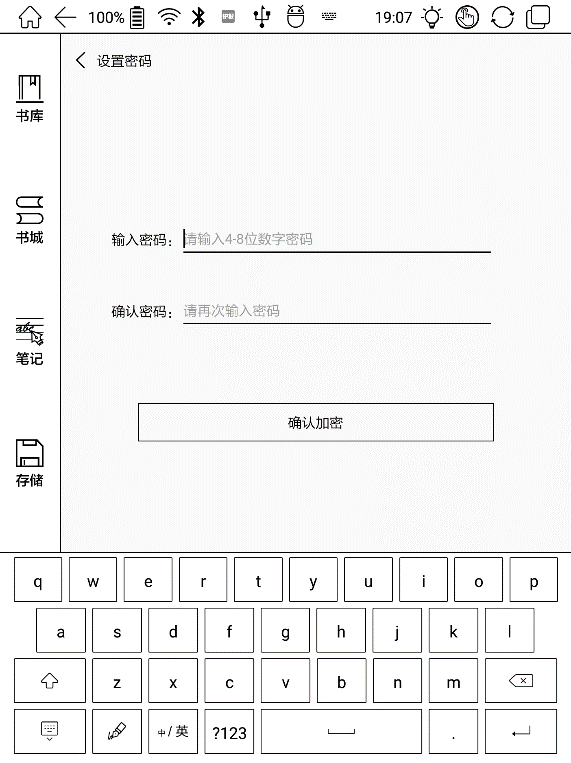 100%
19:07
设置密码
书库
书城
笔记
存储
输入密码：
请输入4-8位数字密码
确认密码：
请再次输入密码
确认加密
q w e r t y u i o p
a s d f g h j k l
z x c v b n m
中/英 ?123 .